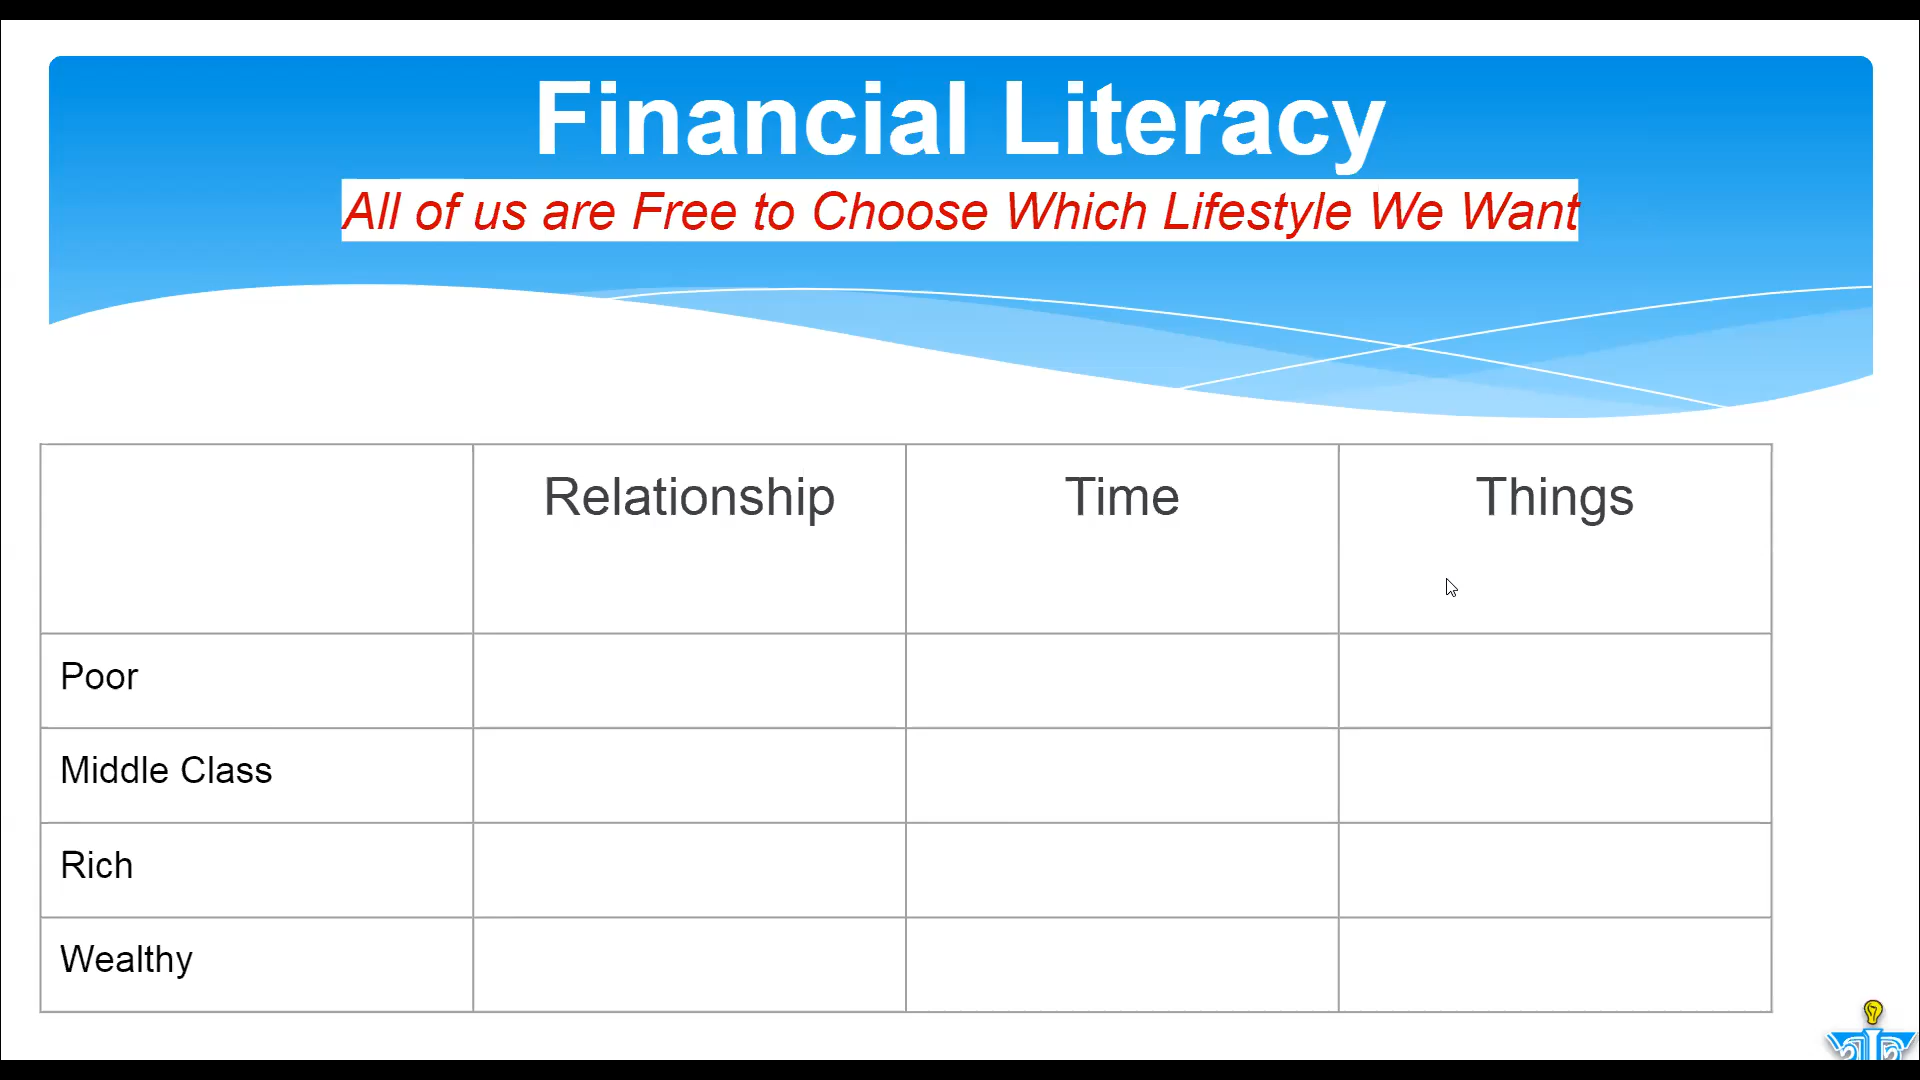 Financial Literacy
All of us are Free to Choose Which Lifestyle We Want
Relationship Time Things
Poor
Middle Class
Rich
Wealthy